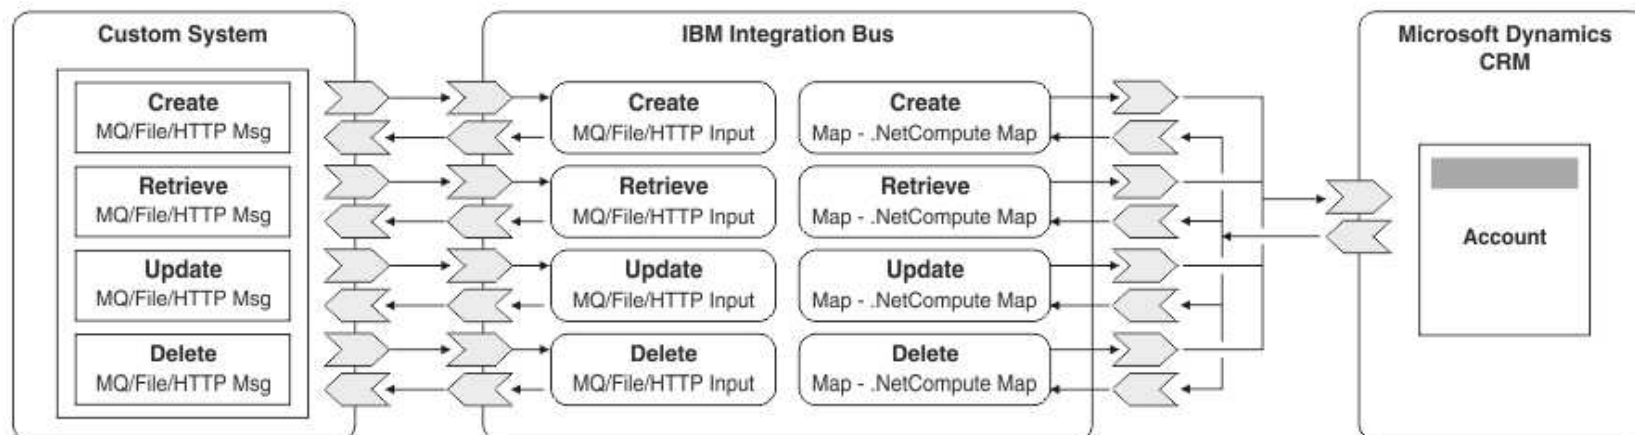 Custom System
Create
MQ/File/HTTP Msg
Retrieve
MQ/File/HTTP Msg
Update
MQ/File/HTTP Msg
Delete
MQ/File/HTTP Msg
IBM Integration Bus
Create
MQ/File/HTTP Input
Retrieve
MQ/File/HTTP Input
Update
MQ/File/HTTP Input
Delete
MQ/File/HTTP Input
Create
Map - .NetCompute Map
Retrieve
Map - .NetCompute Map
Update
Map - .NetCompute Map
Delete
Map - .NetCompute Map
Microsoft Dynamics
CRM
Account